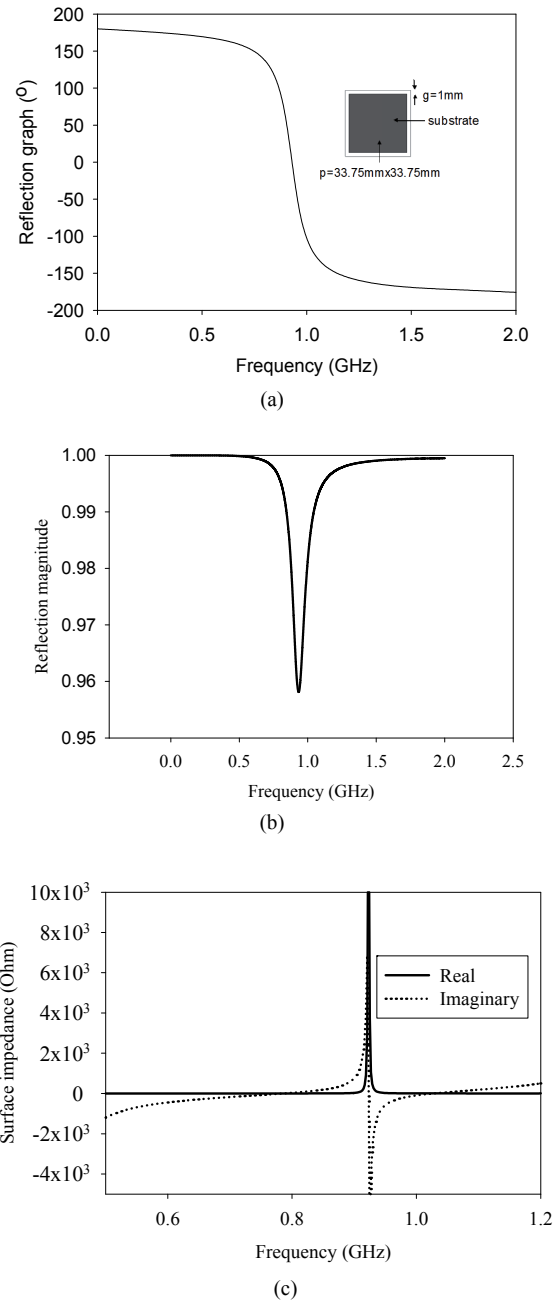 200
150
100
50
0
-50
-100
-150
-200
Reflection graph (°)
g=1mm
substrate
p=33.75mmx33.75mm
0.0 0.5 1.0 1.5 2.0
Frequency (GHz)
(a)
1.00
0.99
0.98
0.97
0.96
0.95
Reflection magnitude
0.0 0.5 1.0 1.5 2.0 2.5
Frequency (GHz)
(b)
10x10³
8x10³
6x10³
4x10³
2x10³
0
-2x10³
-4x10³
Surface impedance (Ohm)
Real
Imaginary
0.6 0.8 1.0 1.2
Frequency (GHz)
(c)